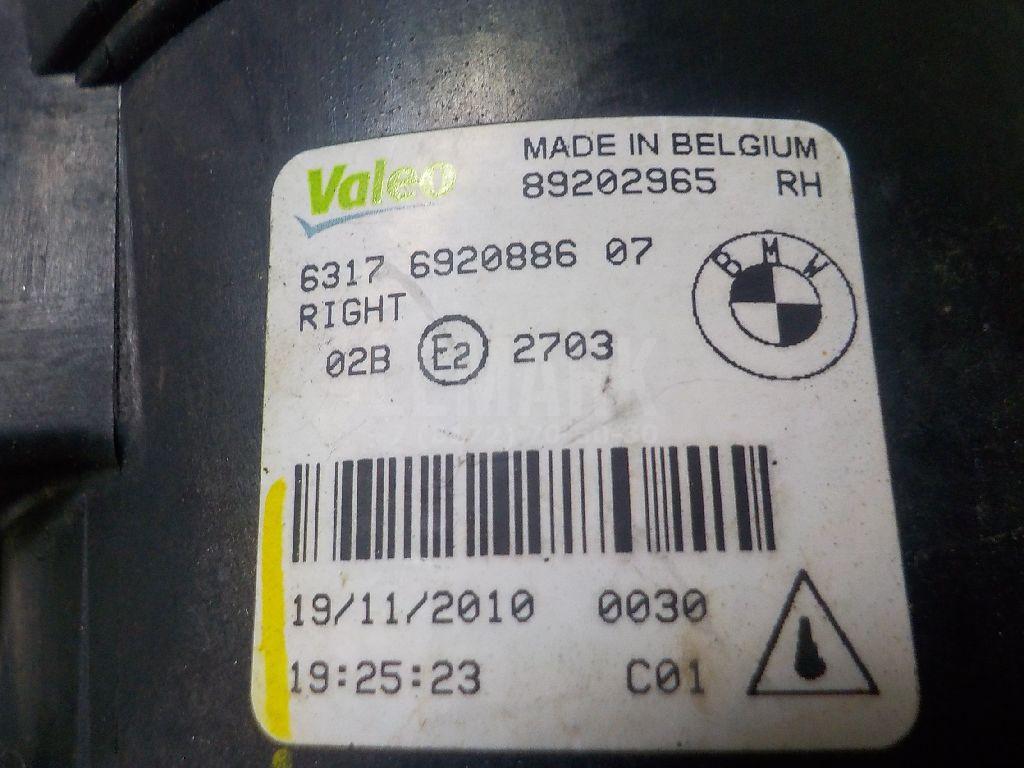 Valeo
MADE IN BELGIUM
89202965 RH
6317 6920886 07
RIGHT
02B E2 2703
BMW
19/11/2010 0030
19:25:23 C01